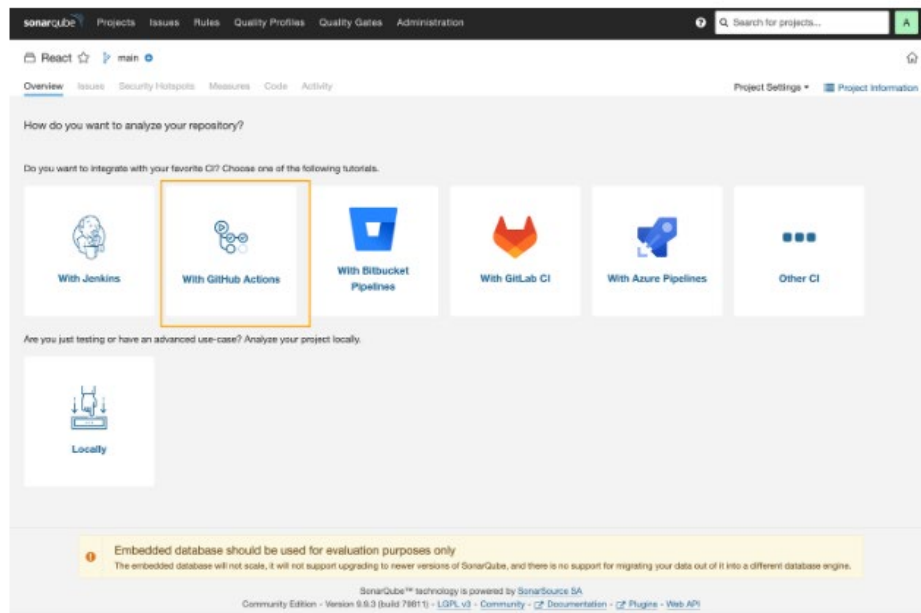 sonarqube Projects Issues Rules Quality Profiles Quality Gates Administration Search for projects... A
React main
Overview Issues Security Hotspots Measures Code Activity Project Settings Project Information
How do you want to analyze your repository?
Do you want to integrate with your favorite CI? Choose one of the following tutorials.
With Jenkins
With GitHub Actions
With Bitbucket
Pipelines
With GitLab CI
With Azure Pipelines
Other CI
Are you just testing or have an advanced use-case? Analyze your project locally.
Locally
Embedded database should be used for evaluation purposes only
The embedded database will not scale, it will not support upgrading to newer versions of SonarQube, and there is no support for migrating your data out of it into a different database engine.
SonarQube™ technology is powered by SonarSource SA
Community Edition - Version 9.9.3 (build 79811) - LGPL v3 - Community - Documentation - Plugins - Web API